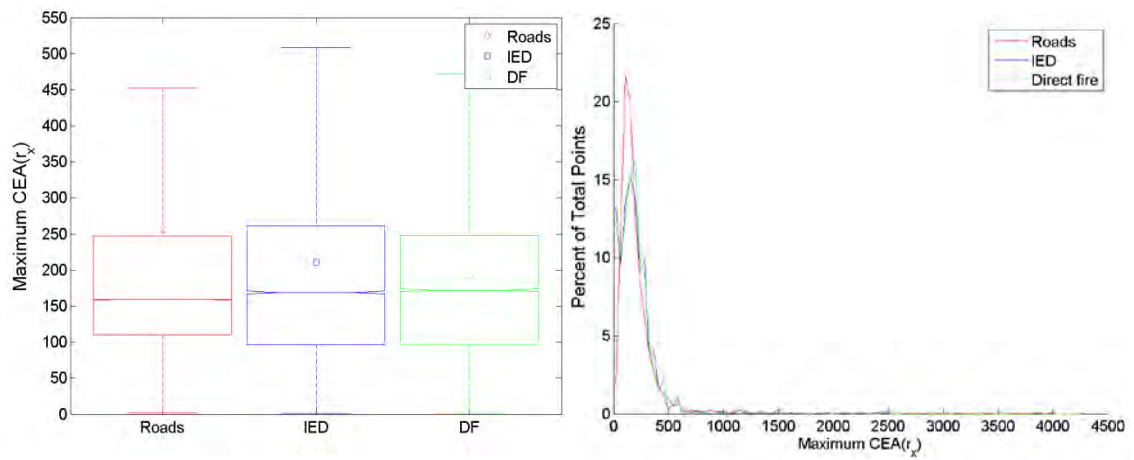 550
500
450
400
350
300
250
200
150
100
50
0
Maximum CEA(r_x)
Roads
IED
DF
Roads IED DF
25
20
15
10
5
0
Percent of Total Points
Roads
IED
Direct fire
0 500 1000 1500 2000 2500 3000 3500 4000 4500
Maximum CEA(r_x)